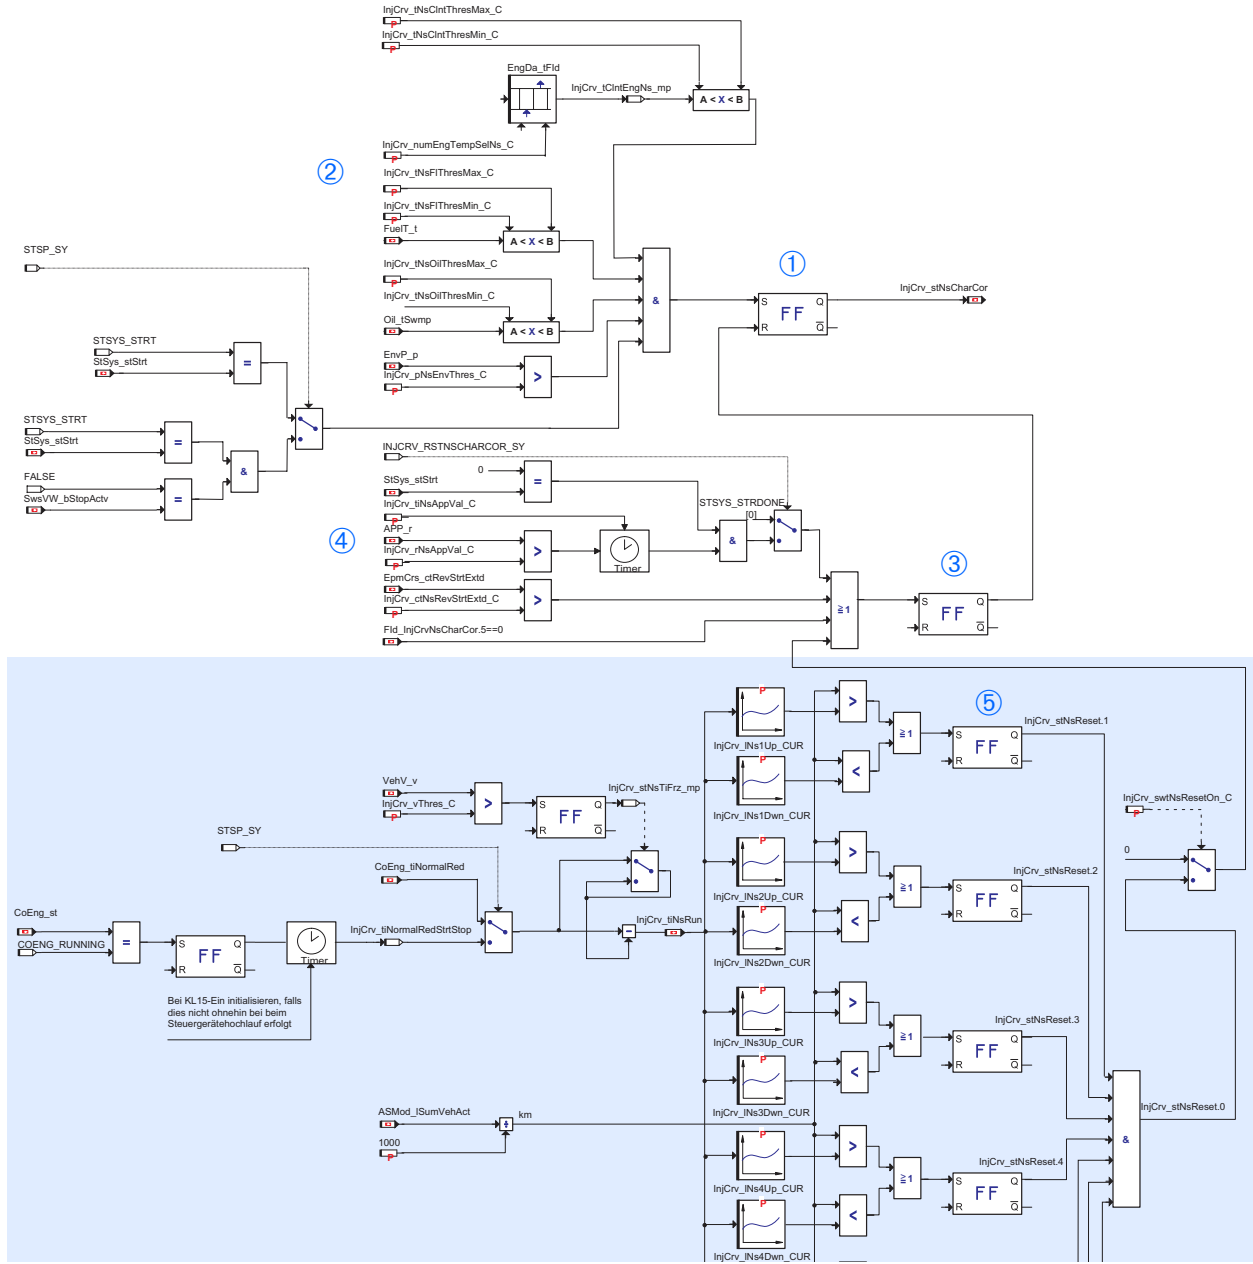 InjCrv_tNsClntThresMax_C
InjCrv_tNsClntThresMin_C
EngDa_tFld
InjCrv_tClntEngNs_mp
A < X < B
InjCrv_numEngTempSelNs_C
②
InjCrv_tNsFlThresMax_C
InjCrv_tNsFlThresMin_C
FuelT_t
A < X < B
STSP_SY
InjCrv_tNsOilThresMax_C
InjCrv_tNsOilThresMin_C
Oil_tSwmp
A < X < B
&
①
S Q
FF
R Q
InjCrv_stNsCharCor
STSYS_STRT
StSys_stStrt
=
EnvP_p
InjCrv_pNsEnvThres_C
>
STSYS_STRT
StSys_stStrt
=
&
FALSE
SwsVW_bStopActv
=
INJCRV_RSTNSCHARCOR_SY
0
=
StSys_stStrt
InjCrv_tiNsAppVal_C
STSYS_STRDONE
[0]
④
APP_r
InjCrv_rNsAppVal_C
>
Timer
&
③
EpmCrs_ctRevStrtExtd
InjCrv_ctNsRevStrtExtd_C
>
≧1
S Q
FF
R Q
Fld_InjCrvNsCharCor.5==0
P
>
InjCrv_lNs1Up_CUR
≧1
⑤
S Q
FF
R Q
InjCrv_stNsReset.1
P
<
InjCrv_lNs1Dwn_CUR
VehV_v
InjCrv_vThres_C
>
S Q
FF
R Q
InjCrv_stNsTiFrz_mp
InjCrv_swtNsResetOn_C
0
STSP_SY
CoEng_tiNormalRed
P
>
InjCrv_lNs2Up_CUR
≧1
S Q
FF
R Q
InjCrv_stNsReset.2
P
<
InjCrv_lNs2Dwn_CUR
CoEng_st
COENG_RUNNING
=
S Q
FF
R Q
Timer
InjCrv_tiNormalRedStrtStop
InjCrv_tiNsRun
Bei KL15-Ein initialisieren, falls
dies nicht ohnehin bei beim
Steuergerätehochlauf erfolgt
P
>
InjCrv_lNs3Up_CUR
≧1
S Q
FF
R Q
InjCrv_stNsReset.3
P
<
InjCrv_lNs3Dwn_CUR
ASMod_lSumVehAct
km
1000
&
InjCrv_stNsReset.0
P
>
InjCrv_lNs4Up_CUR
≧1
S Q
FF
R Q
InjCrv_stNsReset.4
P
<
InjCrv_lNs4Dwn_CUR